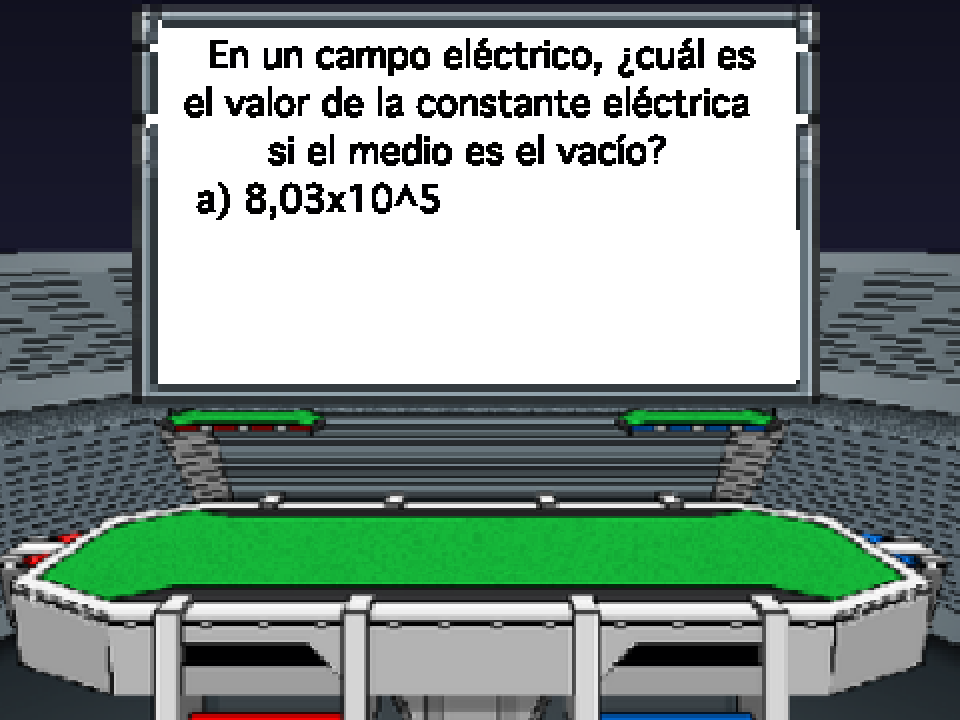 En un campo eléctrico, ¿cuál es
el valor de la constante eléctrica
si el medio es el vacío?
a) 8,03x10^5